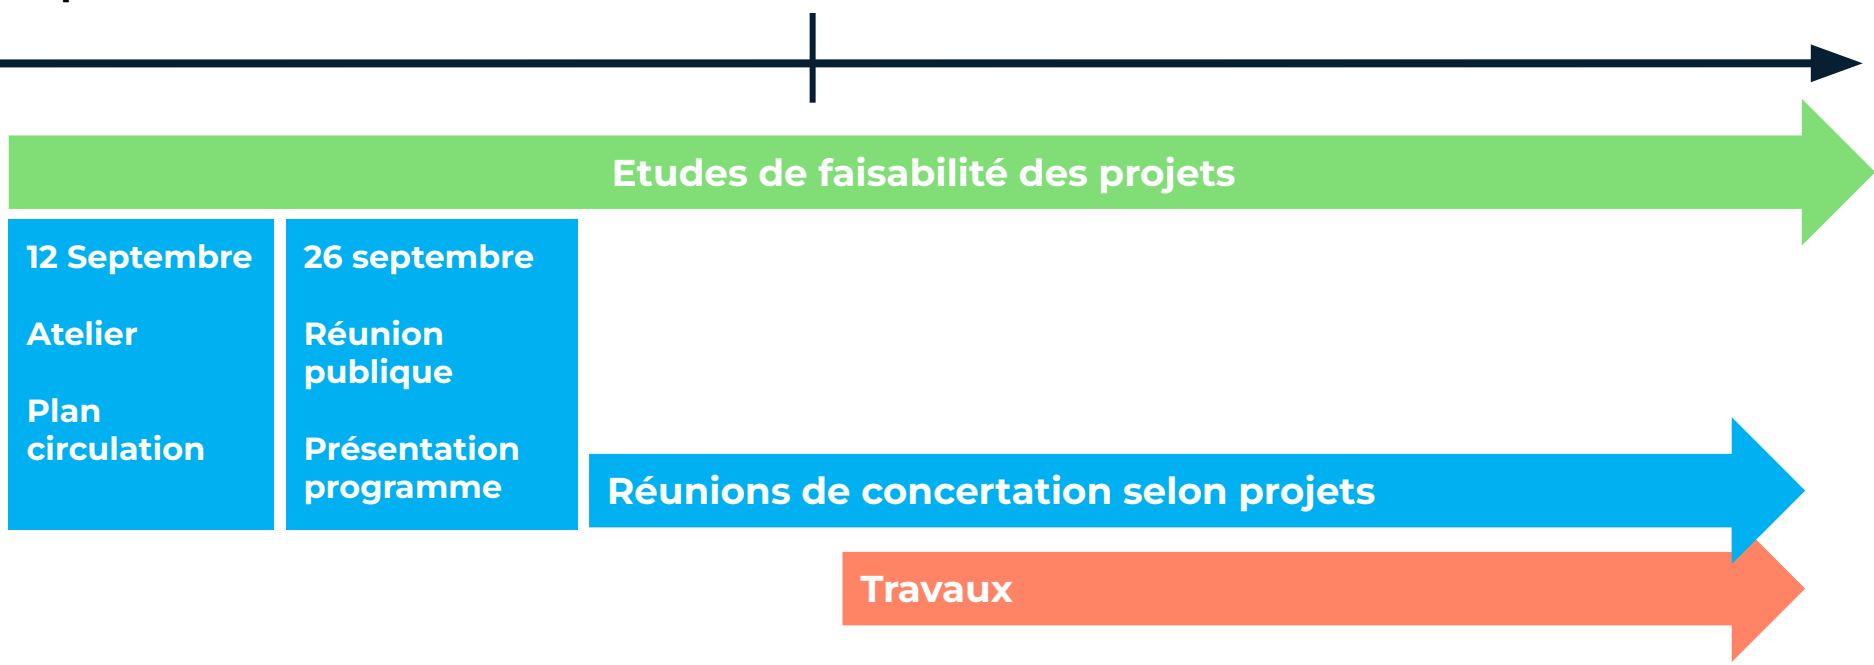 Etudes de faisabilité des projets
12 Septembre
Atelier
Plan
circulation
26 septembre
Réunion
publique
Présentation
programme
Réunions de concertation selon projets
Travaux